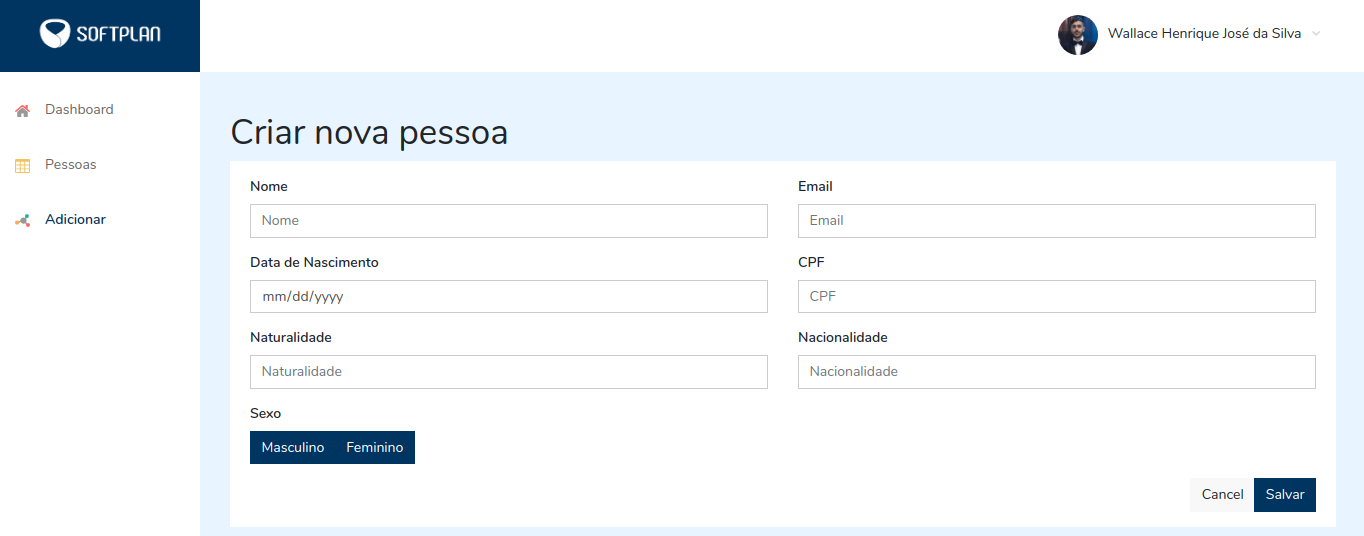 SOFTPLAN
Wallace Henrique José da Silva
Dashboard
Pessoas
Adicionar
Criar nova pessoa
Nome
Email
Nome
Email
Data de Nascimento
CPF
mm/dd/yyyy
CPF
Naturalidade
Nacionalidade
Naturalidade
Nacionalidade
Sexo
Masculino Feminino
Cancel Salvar